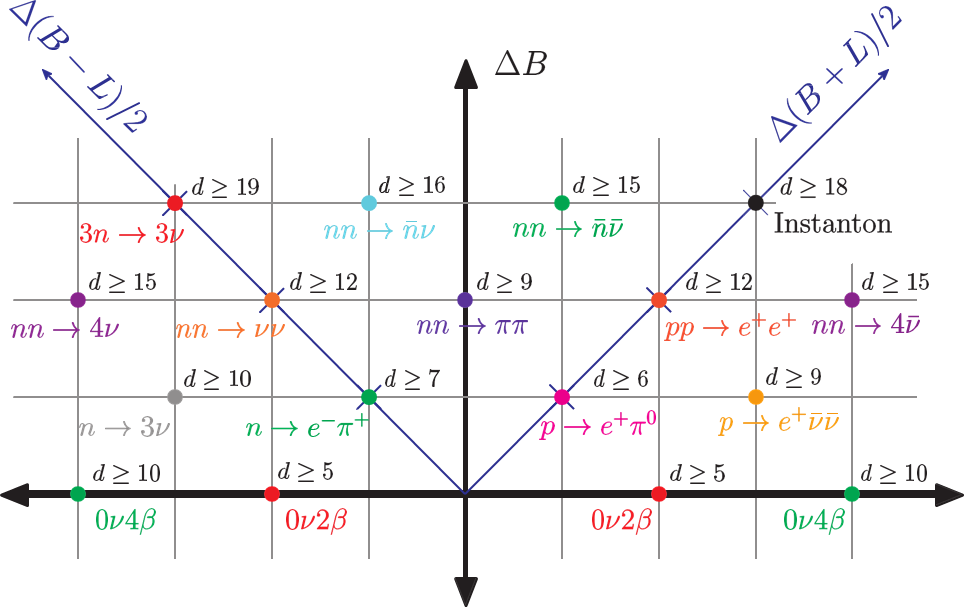 Δ(B − L)/2
ΔB
Δ(B + L)/2
d ≥ 19
d ≥ 16
d ≥ 15
d ≥ 18
3n → 3ν
nn → n̄ν
nn → n̄ν̄
Instanton
d ≥ 15
d ≥ 12
d ≥ 9
d ≥ 12
d ≥ 15
nn → 4ν
nn → νν
nn → ππ
pp → e⁺e⁺
nn → 4ν̄
d ≥ 10
d ≥ 7
d ≥ 6
d ≥ 9
n → 3ν
n → e⁻π⁺
p → e⁺π⁰
p → e⁺ν̄ν̄
d ≥ 10
d ≥ 5
d ≥ 5
d ≥ 10
0ν4β
0ν2β
0ν2β
0ν4β